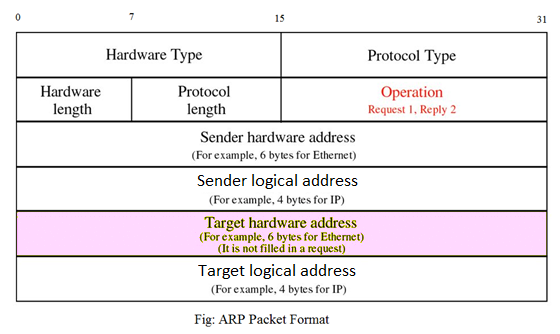 0 7 15 31
Hardware Type Protocol Type
Hardware Protocol Operation
length length Request 1, Reply 2
Sender hardware address
(For example, 6 bytes for Ethernet)
Sender logical address
(For example, 4 bytes for IP)
Target hardware address
(For example, 6 bytes for Ethernet)
(It is not filled in a request)
Target logical address
(For example, 4 bytes for IP)
Fig: ARP Packet Format